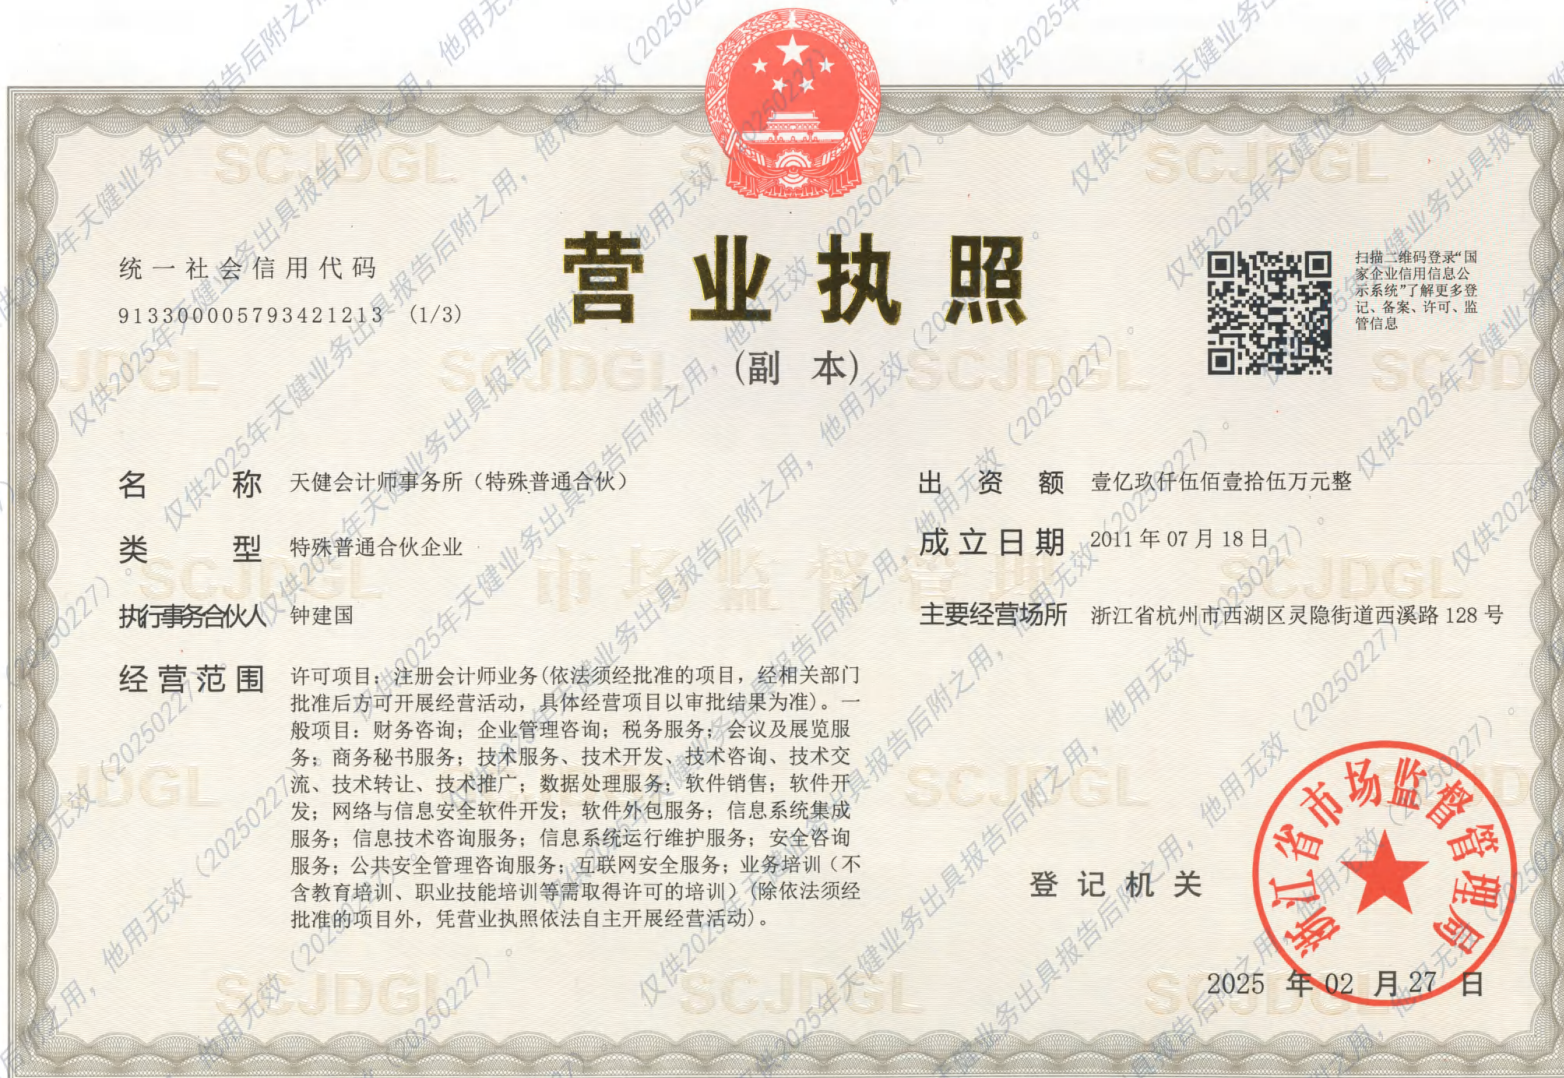 营业执照
(副 本)
统一社会信用代码
913300005793421213 (1/3)
扫描二维码登录“国
家企业信用信息公
示系统”了解更多登
记、备案、许可、监
管信息
名 称 天健会计师事务所（特殊普通合伙）
类 型 特殊普通合伙企业
执行事务合伙人 钟建国
经营范围 许可项目：注册会计师业务(依法须经批准的项目，经相关部门
批准后方可开展经营活动，具体经营项目以审批结果为准)。一
般项目：财务咨询；企业管理咨询；税务服务；会议及展览服
务；商务秘书服务；技术服务、技术开发、技术咨询、技术交
流、技术转让、技术推广；数据处理服务；软件销售；软件开
发；网络与信息安全软件开发；软件外包服务；信息系统集成
服务；信息技术咨询服务；信息系统运行维护服务；安全咨询
服务；公共安全管理咨询服务；互联网安全服务；业务培训（不
含教育培训、职业技能培训等需取得许可的培训）(除依法须经
批准的项目外，凭营业执照依法自主开展经营活动)。
出 资 额 壹亿玖仟伍佰壹拾伍万元整
成立日期 2011 年 07 月 18 日
主要经营场所 浙江省杭州市西湖区灵隐街道西溪路 128 号
登记机关
浙江省市场监督管理局
2025 年 02 月 27 日
SCJDGL
市场监督管理
仅供2025年天健业务出具报告后附之用，他用无效（20250227）。